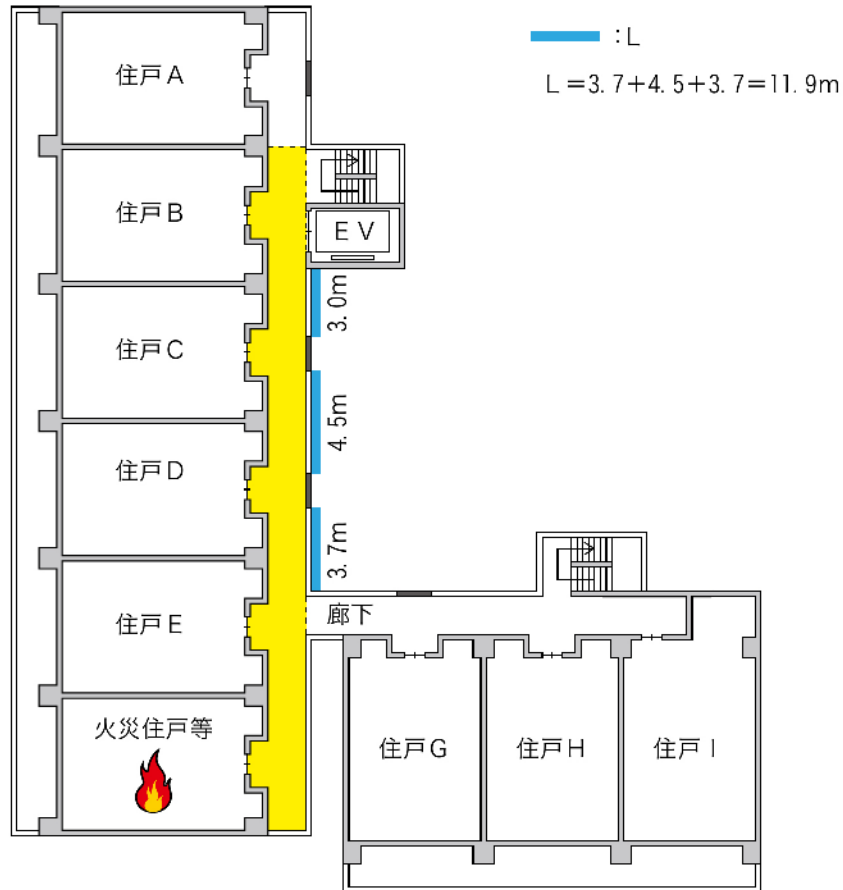 :L
L=3.7+4.5+3.7=11.9m
住戸A
住戸B
EV
住戸C
3.0m
4.5m
住戸D
3.7m
住戸E
廊下
火災住戸等
住戸G
住戸H
住戸I